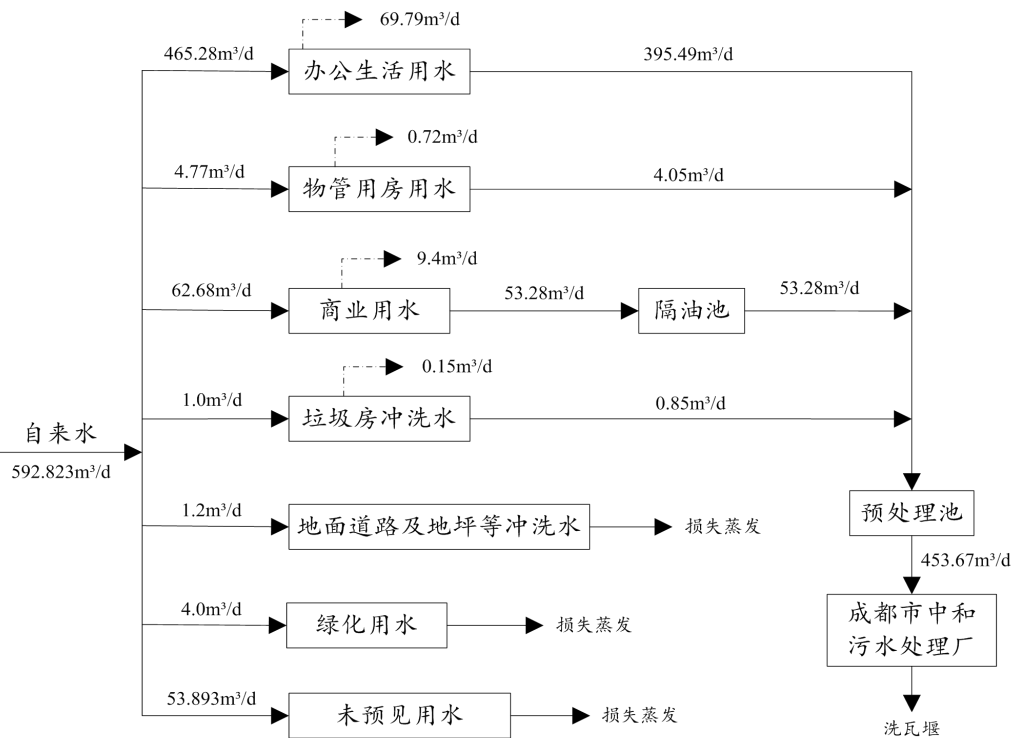 69.79m³/d
465.28m³/d
办公生活用水
395.49m³/d
0.72m³/d
4.77m³/d
物管用房用水
4.05m³/d
9.4m³/d
62.68m³/d
商业用水
53.28m³/d
隔油池
53.28m³/d
0.15m³/d
1.0m³/d
垃圾房冲洗水
0.85m³/d
自来水
592.823m³/d
1.2m³/d
地面道路及地坪等冲洗水
损失蒸发
预处理池
453.67m³/d
4.0m³/d
绿化用水
损失蒸发
成都市中和
污水处理厂
53.893m³/d
未预见用水
损失蒸发
洗瓦堰